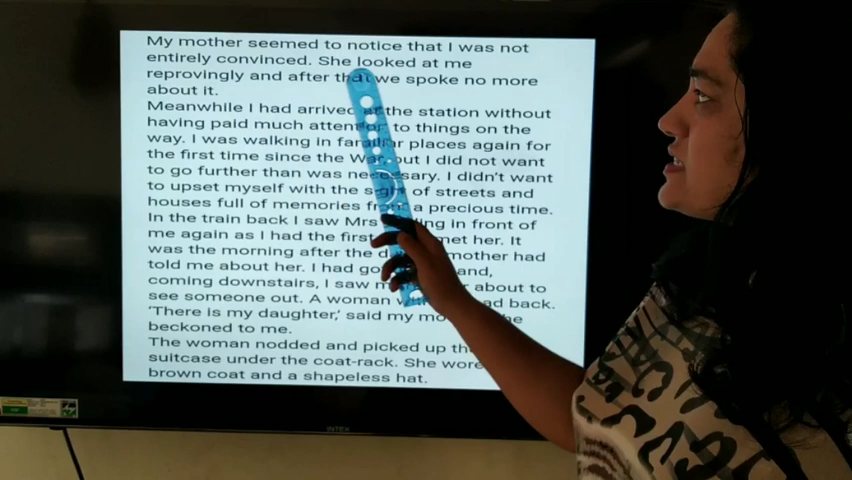 My mother seemed to notice that I was not
entirely convinced. She looked at me
reprovingly and after that we spoke no more
about it.
Meanwhile I had arrived at the station without
having paid much attention to things on the
way. I was walking in familiar places again for
the first time since the War, but I did not want
to go further than was necessary. I didn't want
to upset myself with the sight of streets and
houses full of memories from a precious time.
In the train back I saw Mrs ing in front of
me again as I had the first met her. It
was the morning after the mother had
told me about her. I had and,
coming downstairs, I saw about to
see someone out. A woman back.
'There is my daughter,' said my
beckoned to me.
The woman nodded and picked up
suitcase under the coat-rack. She wore
brown coat and a shapeless hat.
INTEX